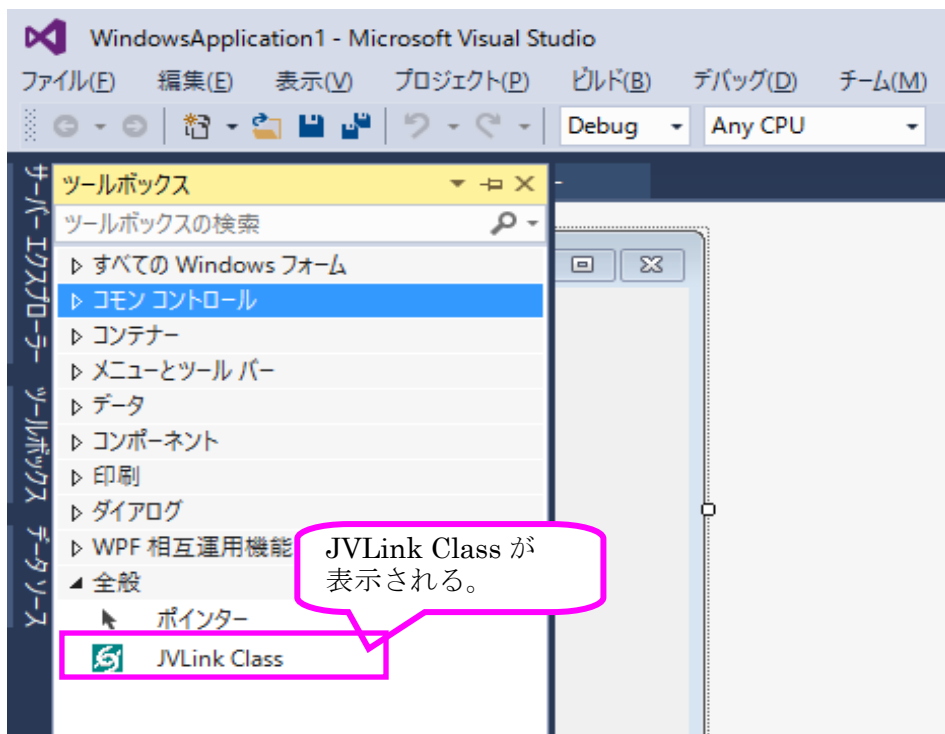 WindowsApplication1 - Microsoft Visual Studio
ファイル(F) 編集(E) 表示(V) プロジェクト(P) ビルド(B) デバッグ(D) チーム(M)
Debug Any CPU
サーバー エクスプローラー
ツールボックス
データ ソース
ツールボックス
ツールボックスの検索
すべての Windows フォーム
コモン コントロール
コンテナー
メニューとツール バー
データ
コンポーネント
印刷
ダイアログ
WPF 相互運用機能
全般
ポインター
JVLink Class
JVLink Class が
表示される。